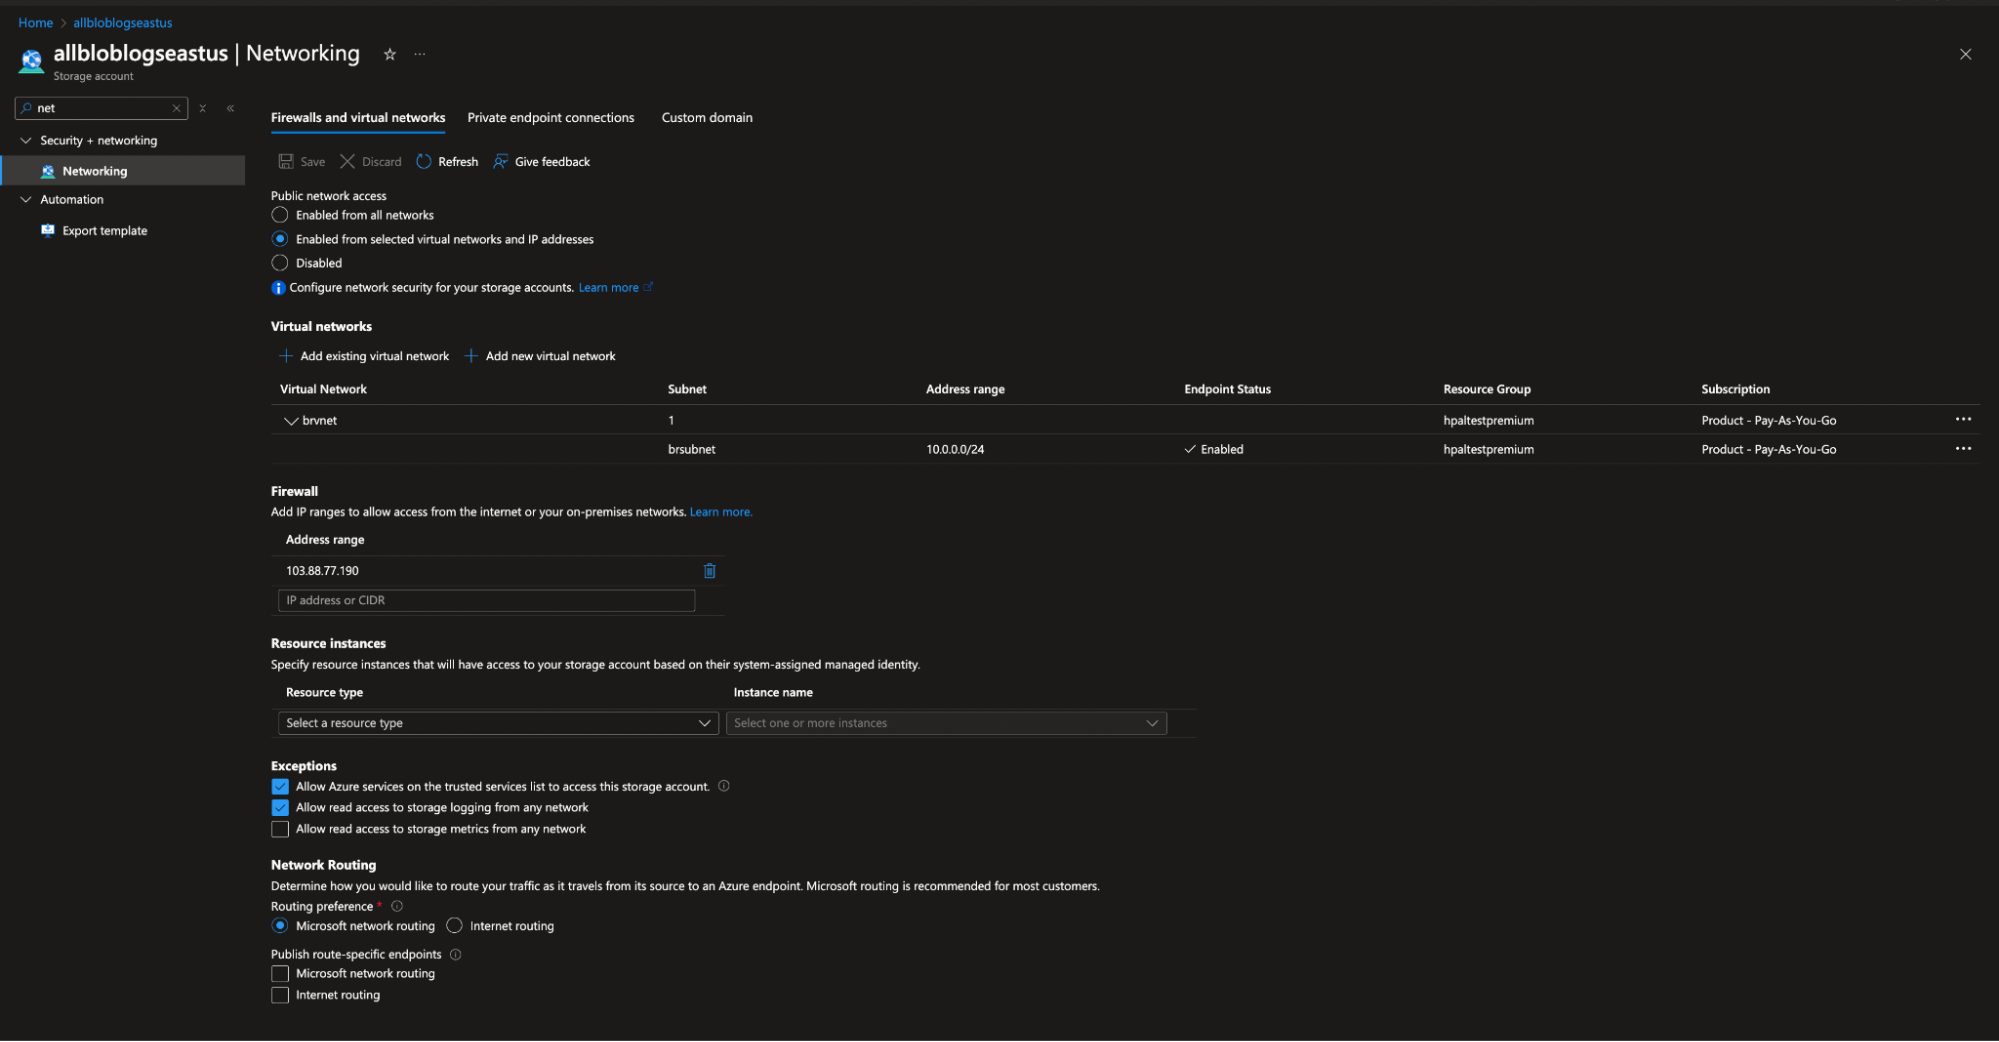 Home > allbloblogseastus
allbloblogseastus | Networking ☆ ...
Storage account
net
Security + networking
Networking
Automation
Export template
Firewalls and virtual networks Private endpoint connections Custom domain
Save Discard Refresh Give feedback
Public network access
Enabled from all networks
Enabled from selected virtual networks and IP addresses
Disabled
Configure network security for your storage accounts. Learn more
Virtual networks
Add existing virtual network Add new virtual network
Virtual Network Subnet Address range Endpoint Status Resource Group Subscription
brvnet 1 hpaltestpremium Product - Pay-As-You-Go ...
brsubnet 10.0.0.0/24 Enabled hpaltestpremium Product - Pay-As-You-Go ...
Firewall
Add IP ranges to allow access from the internet or your on-premises networks. Learn more.
Address range
103.88.77.190
IP address or CIDR
Resource instances
Specify resource instances that will have access to your storage account based on their system-assigned managed identity.
Resource type Instance name
Select a resource type Select one or more instances
Exceptions
Allow Azure services on the trusted services list to access this storage account.
Allow read access to storage logging from any network
Allow read access to storage metrics from any network
Network Routing
Determine how you would like to route your traffic as it travels from its source to an Azure endpoint. Microsoft routing is recommended for most customers.
Routing preference *
Microsoft network routing Internet routing
Publish route-specific endpoints
Microsoft network routing
Internet routing